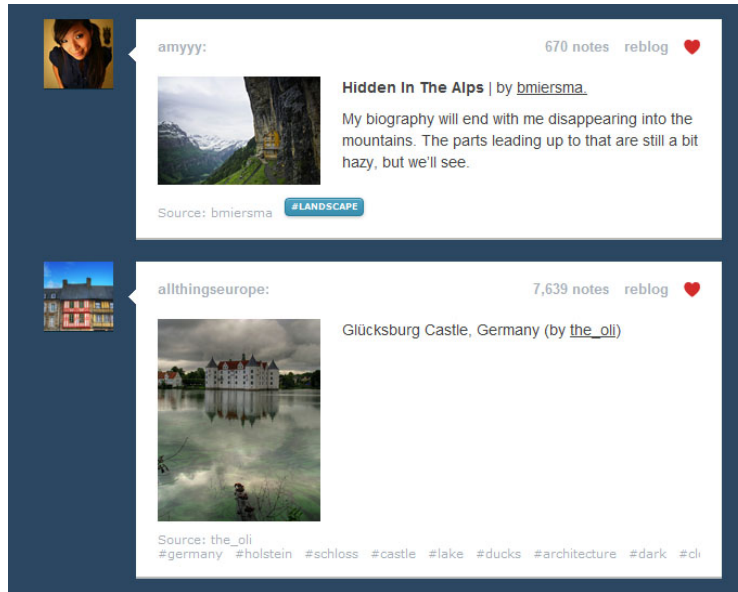 amyyy: 670 notes reblog
Hidden In The Alps | by bmiersma.
My biography will end with me disappearing into the
mountains. The parts leading up to that are still a bit
hazy, but we'll see.
Source: bmiersma #LANDSCAPE
allthingseurope: 7,639 notes reblog
Glücksburg Castle, Germany (by the_oli)
Source: the_oli
#germany #holstein #schloss #castle #lake #ducks #architecture #dark #clo